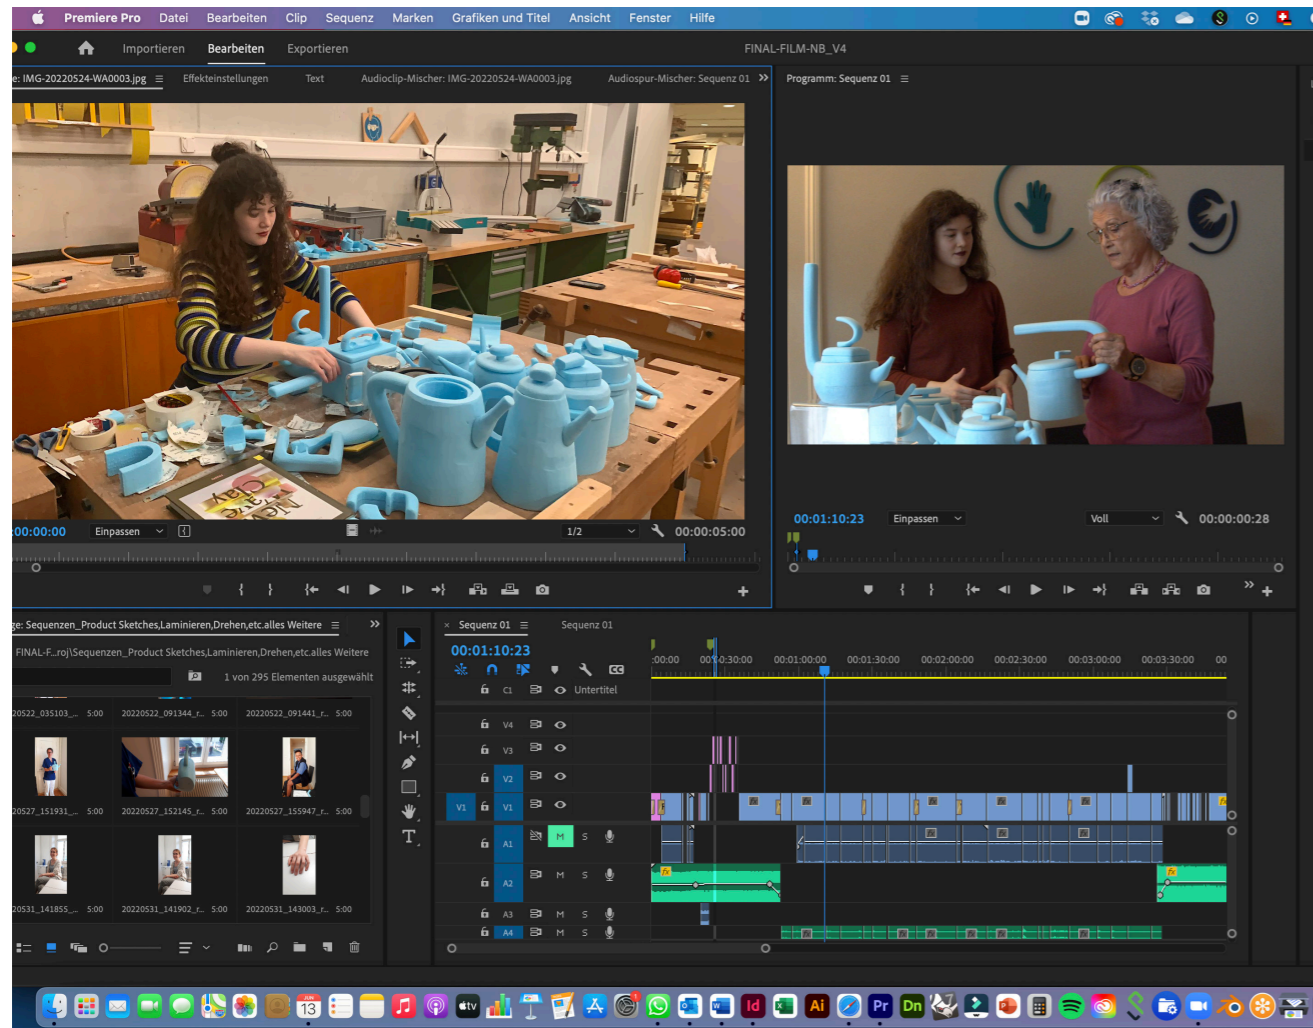 Premiere Pro Datei Bearbeiten Clip Sequenz Marken Grafiken und Titel Ansicht Fenster Hilfe
Importieren Bearbeiten Exportieren FINAL-FILM-NB_V4
e: IMG-20220524-WA0003.jpg Effekteinstellungen Text Audioclip-Mischer: IMG-20220524-WA0003.jpg Audiospur-Mischer: Sequenz 01
Programm: Sequenz 01
:00:00:00 Einpassen 1/2 00:00:05:00
00:01:10:23 Einpassen Voll 00:00:00:28
ge: Sequenzen_Product Sketches,Laminieren,Drehen,etc.alles Weitere
FINAL-F...roj\Sequenzen_Product Sketches,Laminieren,Drehen,etc.alles Weitere
1 von 295 Elementen ausgewählt
20522_035103_... 5:00 20220522_091344_r... 5:00 20220522_091441_r... 5:00
20527_151931_ 5:00 20220527_152145_r... 5:00 20220527_155947_r... 5:00
20531_141855_... 5:00 20220531_141902_r... 5:00 20220531_143003_r... 5:00
× Sequenz 01 Sequenz 01
00:01:10:23
:00:00 00:00:30:00 00:01:00:00 00:01:30:00 00:02:00:00 00:02:30:00 00:03:00:00 00:03:30:00 00
C1 Untertitel
V4
V3
V2
V1 V1
A1 M S
A2 M S
A3 M S
A4 M S
JUN
13
tv Id Ai Pr Dn